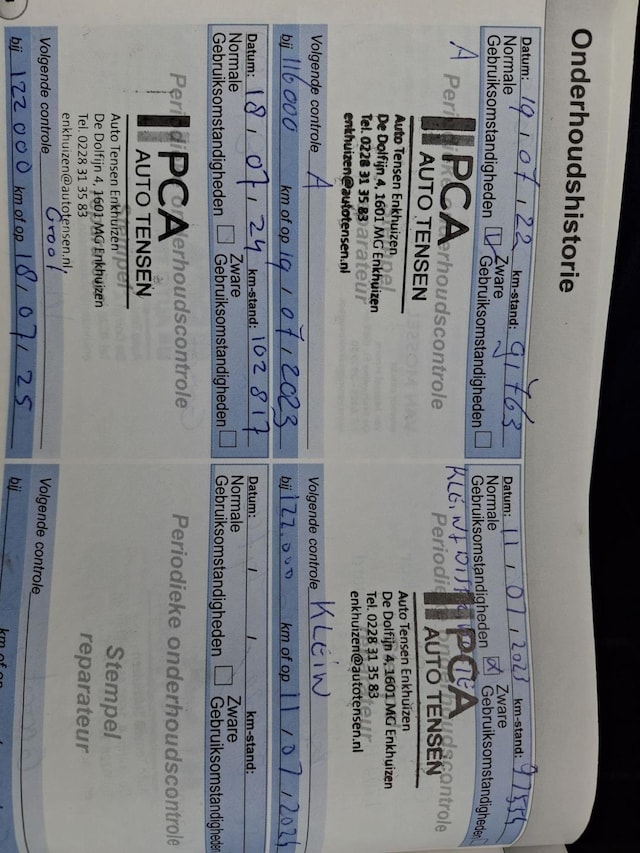 Onderhoudshistorie
Datum: 19, 07, 22 km-stand:
Normale Gebruiksomstandigheden Zware Gebruiksomstandigheden
A
Periodieke onderhoudscontrole
PCA
AUTO TENSEN
Auto Tensen Enkhuizen
De Dolfijn 4, 1601 MG Enkhuizen
Tel. 0228 31 35 83
enkhuizen@autotensen.nl
Volgende controle A
bij 116000 km of op 19, 07, 2023
Datum: 18, 07, 24 km-stand: 102817
Normale Gebruiksomstandigheden Zware Gebruiksomstandigheden
Periodieke onderhoudscontrole
PCA
AUTO TENSEN
Stempel
Auto Tensen Enkhuizen
De Dolfijn 4, 1601 MG Enkhuizen
Tel. 0228 31 35 83
enkhuizen@autotensen.nl
Volgende controle Groot
bij 122000 km of op 18, 07, 25
Datum: 11, 07, 2023 km-stand:
Normale Gebruiksomstandigheden Zware Gebruiksomstandigheden
Periodieke onderhoudscontrole
PCA
AUTO TENSEN
Auto Tensen Enkhuizen
De Dolfijn 4, 1601 MG Enkhuizen
Tel. 0228 31 35 83
enkhuizen@autotensen.nl
Volgende controle KLEIN
bij 122.000 km of op 11, 07, 2024
Datum: / / km-stand:
Normale Gebruiksomstandigheden Zware Gebruiksomstandigheden
Periodieke onderhoudscontrole
Stempel
reparateur
Volgende controle
bij km of op